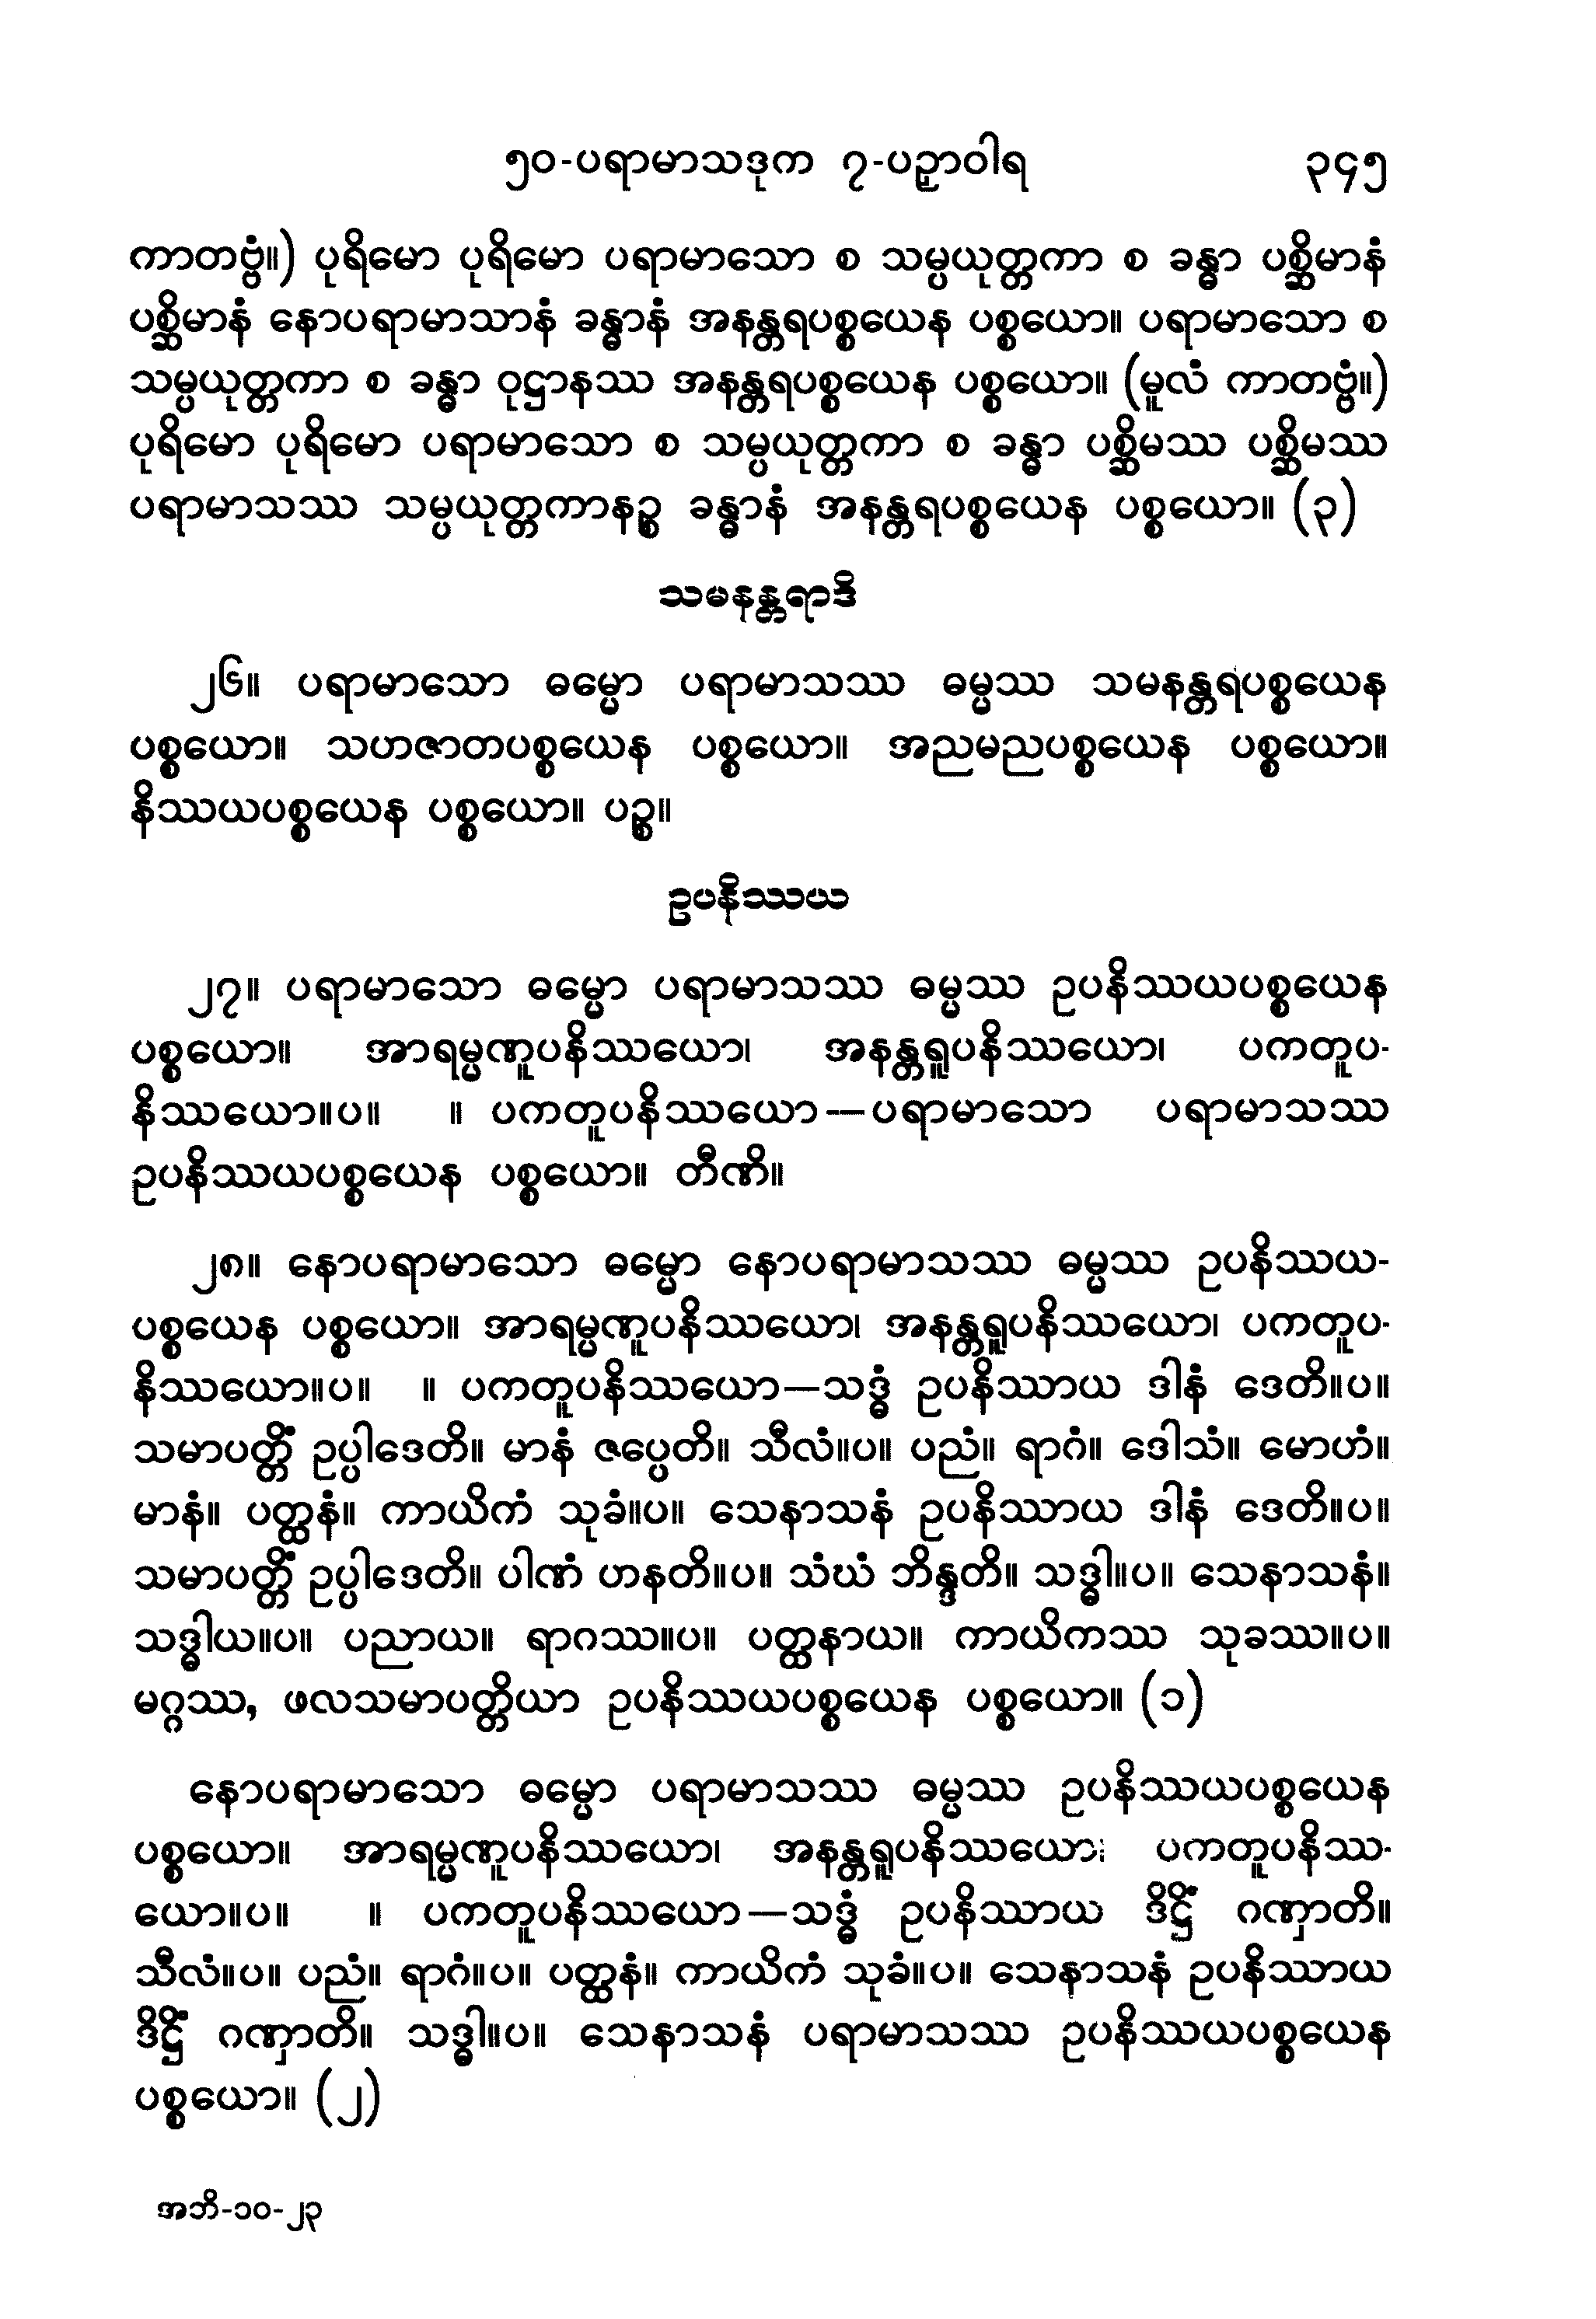 ၅၀-ပရာမာသဒုက ၇-ပဉှာဝါရ ၃၄၅
ကာတဗ္ဗံ။) ပုရိမော ပုရိမော ပရာမာသော စ သမ္ပယုတ္တကာ စ ခန္ဓာ ပစ္ဆိမာနံ
ပစ္ဆိမာနံ နောပရာမာသာနံ ခန္ဓာနံ အနန္တရပစ္စယေန ပစ္စယော။ ပရာမာသော စ
သမ္ပယုတ္တကာ စ ခန္ဓာ ဝုဋ္ဌာနဿ အနန္တရပစ္စယေန ပစ္စယော။ (မူလံ ကာတဗ္ဗံ။)
ပုရိမော ပုရိမော ပရာမာသော စ သမ္ပယုတ္တကာ စ ခန္ဓာ ပစ္ဆိမဿ ပစ္ဆိမဿ
ပရာမာသဿ သမ္ပယုတ္တကာနဉ္စ ခန္ဓာနံ အနန္တရပစ္စယေန ပစ္စယော။ (၃)
သမနန္တရာဒိ
၂၆။ ပရာမာသော ဓမ္မော ပရာမာသဿ ဓမ္မဿ သမနန္တရပစ္စယေန
ပစ္စယော။ သဟဇာတပစ္စယေန ပစ္စယော။ အညမညပစ္စယေန ပစ္စယော။
နိဿယပစ္စယေန ပစ္စယော။ ပဉ္စ။
ဥပနိဿယ
၂၇။ ပရာမာသော ဓမ္မော ပရာမာသဿ ဓမ္မဿ ဥပနိဿယပစ္စယေန
ပစ္စယော။ အာရမ္မဏူပနိဿယော၊ အနန္တရူပနိဿယော၊ ပကတူပ-
နိဿယော။ပ။ ။ ပကတူပနိဿယော—ပရာမာသော ပရာမာသဿ
ဥပနိဿယပစ္စယေန ပစ္စယော။ တီဏိ။
၂၈။ နောပရာမာသော ဓမ္မော နောပရာမာသဿ ဓမ္မဿ ဥပနိဿယ-
ပစ္စယေန ပစ္စယော။ အာရမ္မဏူပနိဿယော၊ အနန္တရူပနိဿယော၊ ပကတူပ-
နိဿယော။ပ။ ။ ပကတူပနိဿယော—သဒ္ဓံ ဥပနိဿာယ ဒါနံ ဒေတိ။ပ။
သမာပတ္တိံ ဥပ္ပါဒေတိ။ မာနံ ဇပ္ပေတိ။ သီလံ။ပ။ ပညံ။ ရာဂံ။ ဒေါသံ။ မောဟံ။
မာနံ။ ပတ္ထနံ။ ကာယိကံ သုခံ။ပ။ သေနာသနံ ဥပနိဿာယ ဒါနံ ဒေတိ။ပ။
သမာပတ္တိံ ဥပ္ပါဒေတိ။ ပါဏံ ဟနတိ။ပ။ သံဃံ ဘိန္ဒတိ။ သဒ္ဓါ။ပ။ သေနာသနံ။
သဒ္ဓါယ။ပ။ ပညာယ။ ရာဂဿ။ပ။ ပတ္ထနာယ။ ကာယိကဿ သုခဿ။ပ။
မဂ္ဂဿ, ဖလသမာပတ္တိယာ ဥပနိဿယပစ္စယေန ပစ္စယော။ (၁)
နောပရာမာသော ဓမ္မော ပရာမာသဿ ဓမ္မဿ ဥပနိဿယပစ္စယေန
ပစ္စယော။ အာရမ္မဏူပနိဿယော၊ အနန္တရူပနိဿယော၊ ပကတူပနိဿ-
ယော။ပ။ ။ ပကတူပနိဿယော—သဒ္ဓံ ဥပနိဿာယ ဒိဋ္ဌိံ ဂဏှာတိ။
သီလံ။ပ။ ပညံ။ ရာဂံ။ပ။ ပတ္ထနံ။ ကာယိကံ သုခံ။ပ။ သေနာသနံ ဥပနိဿာယ
ဒိဋ္ဌိံ ဂဏှာတိ။ သဒ္ဓါ။ပ။ သေနာသနံ ပရာမာသဿ ဥပနိဿယပစ္စယေန
ပစ္စယော။ (၂)
အဘိ-၁၀-၂၃